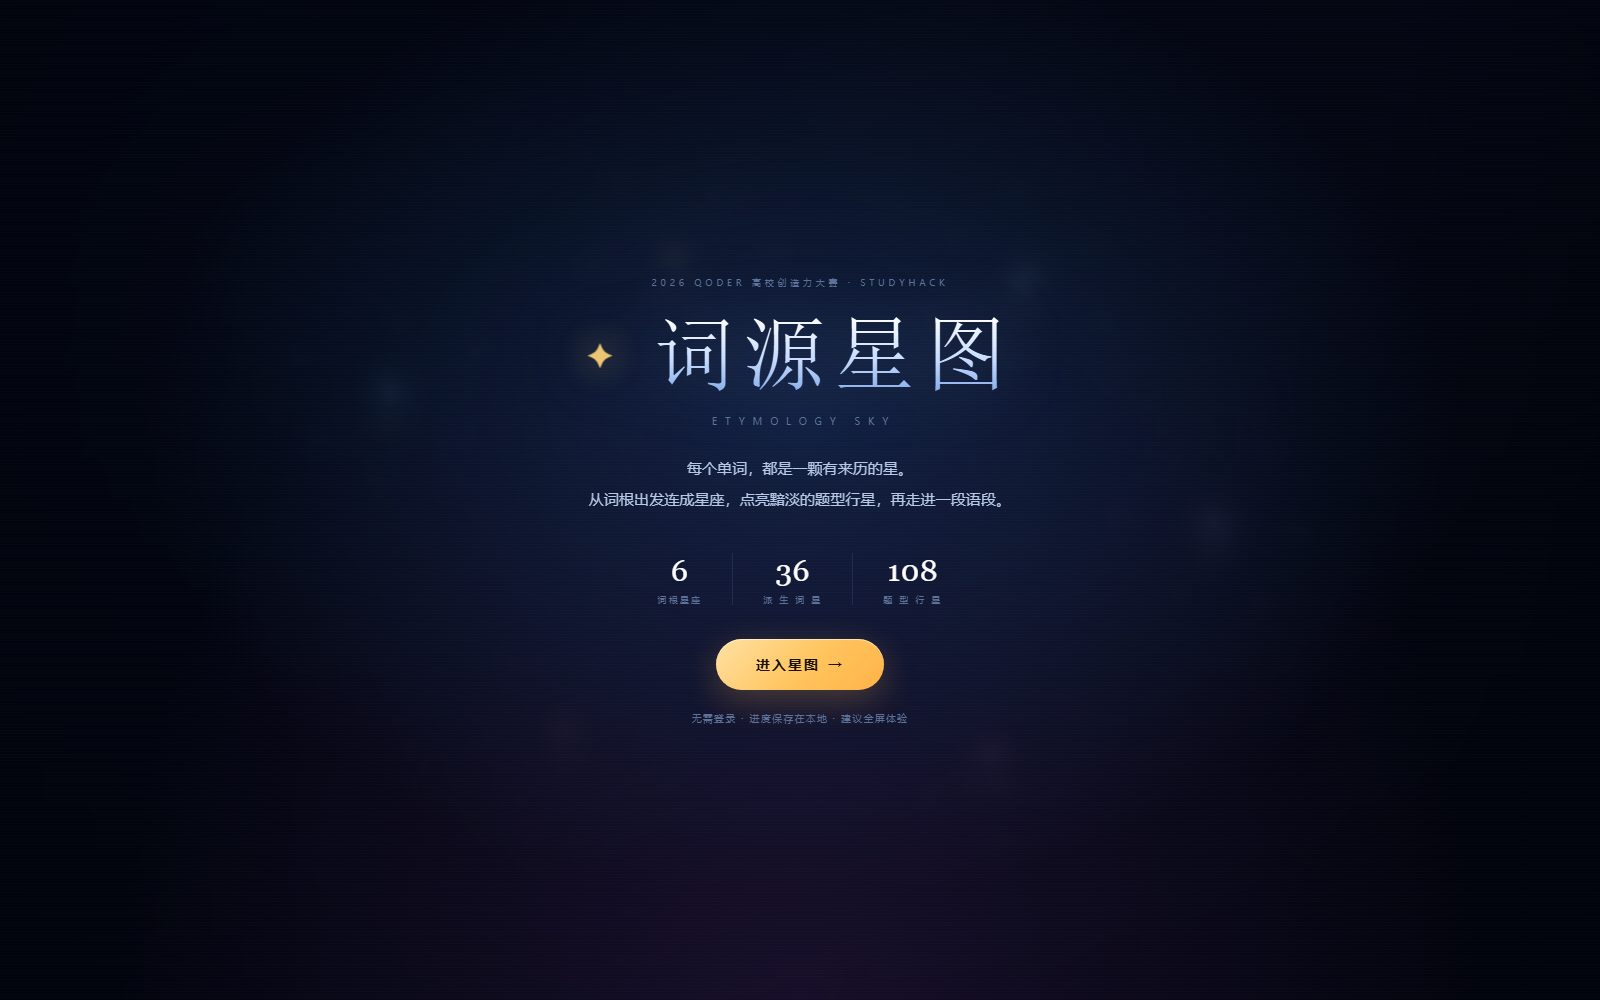 2026 QODER 高校创造力大赛 · STUDYHACK
词源星图
ETYMOLOGY SKY
每个单词，都是一颗有来历的星。
从词根出发连成星座，点亮黯淡的题型行星，再走进一段语段。
6 36 108
词根星座 派生词星 题型行星
进入星图 →
无需登录 · 进度保存在本地 · 建议全屏体验